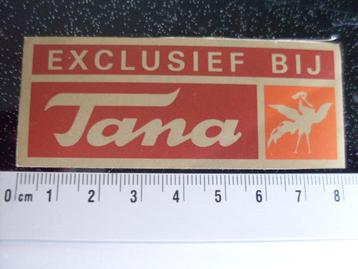 EXCLUSIEF BIJ
Tana
0 cm 1 2 3 4 5 6 7 8